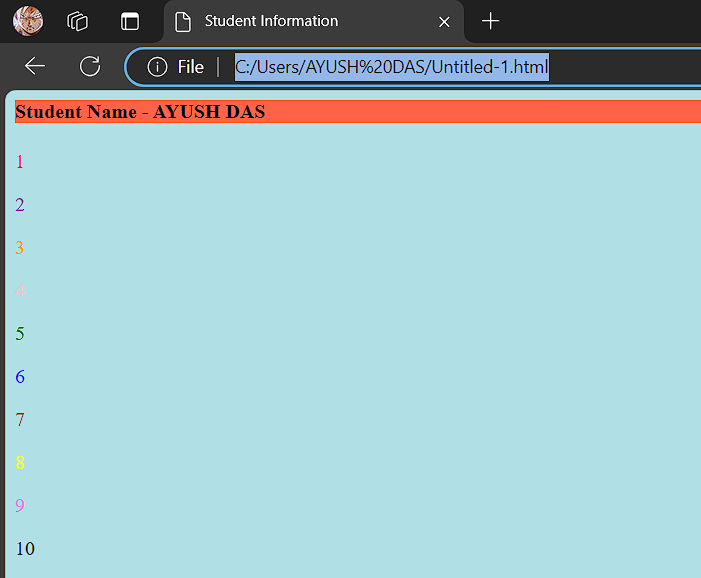 Student Information
File
C:/Users/AYUSH%20DAS/Untitled-1.html
Student Name - AYUSH DAS
1
2
3
4
5
6
7
8
9
10